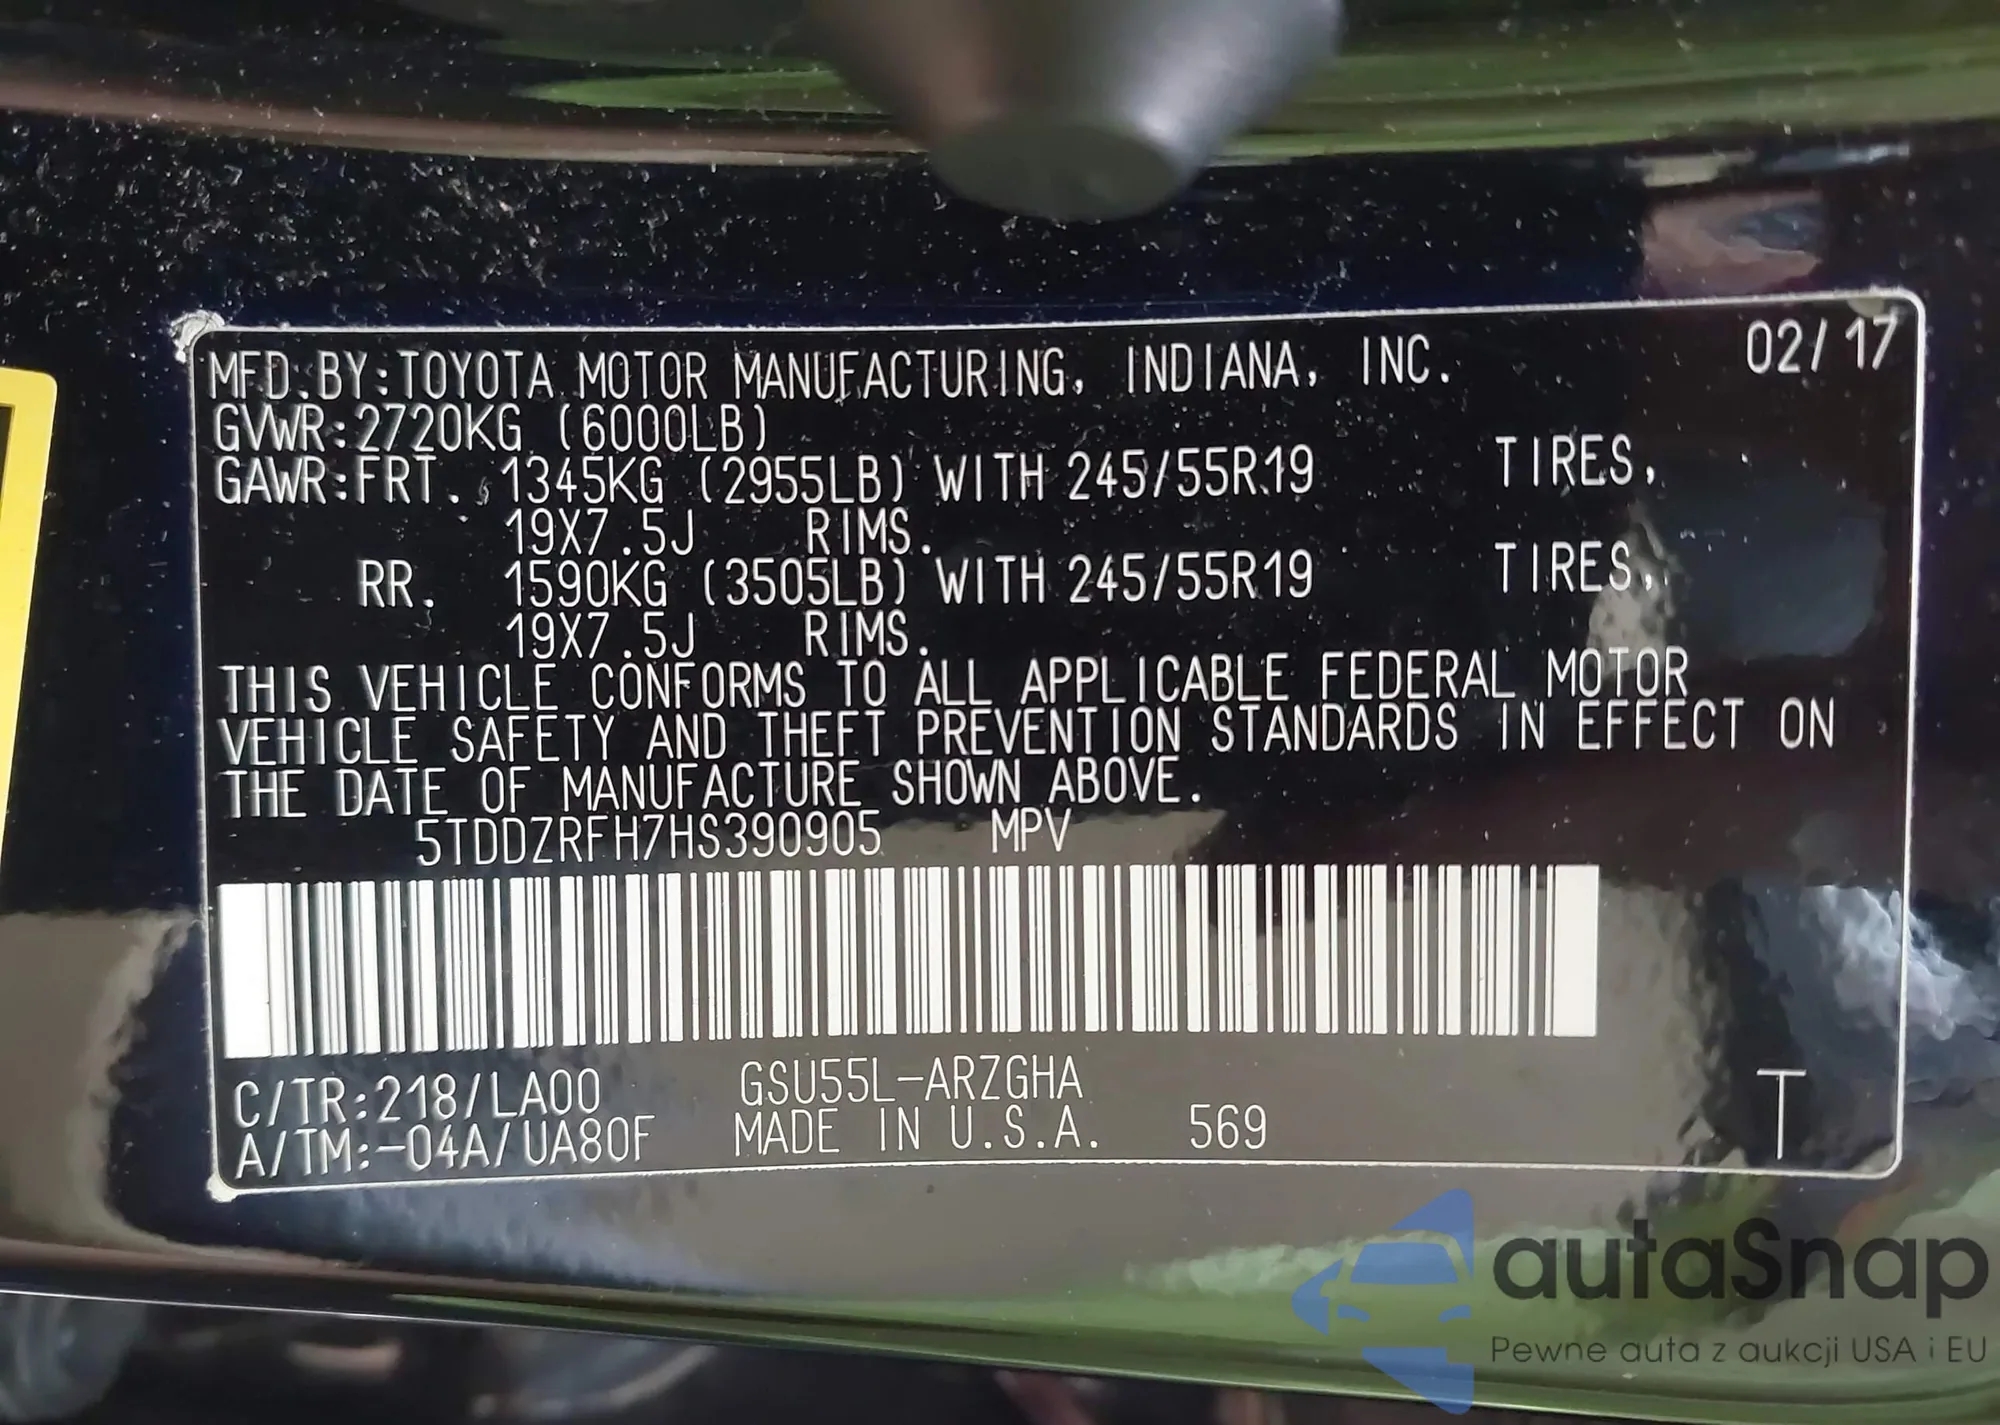 MFD.BY:TOYOTA MOTOR MANUFACTURING, INDIANA, INC. 02/17
GVWR:2720KG (6000LB)
GAWR:FRT. 1345KG (2955LB) WITH 245/55R19 TIRES,
19X7.5J RIMS.
RR. 1590KG (3505LB) WITH 245/55R19 TIRES,
19X7.5J RIMS.
THIS VEHICLE CONFORMS TO ALL APPLICABLE FEDERAL MOTOR
VEHICLE SAFETY AND THEFT PREVENTION STANDARDS IN EFFECT ON
THE DATE OF MANUFACTURE SHOWN ABOVE.
5TDDZRFH7HS390905 MPV
C/TR:218/LA00 GSU55L-ARZGHA
A/TM:-04A/UA80F MADE IN U.S.A. 569 T
autaSnap
Pewne auta z aukcji USA i EU